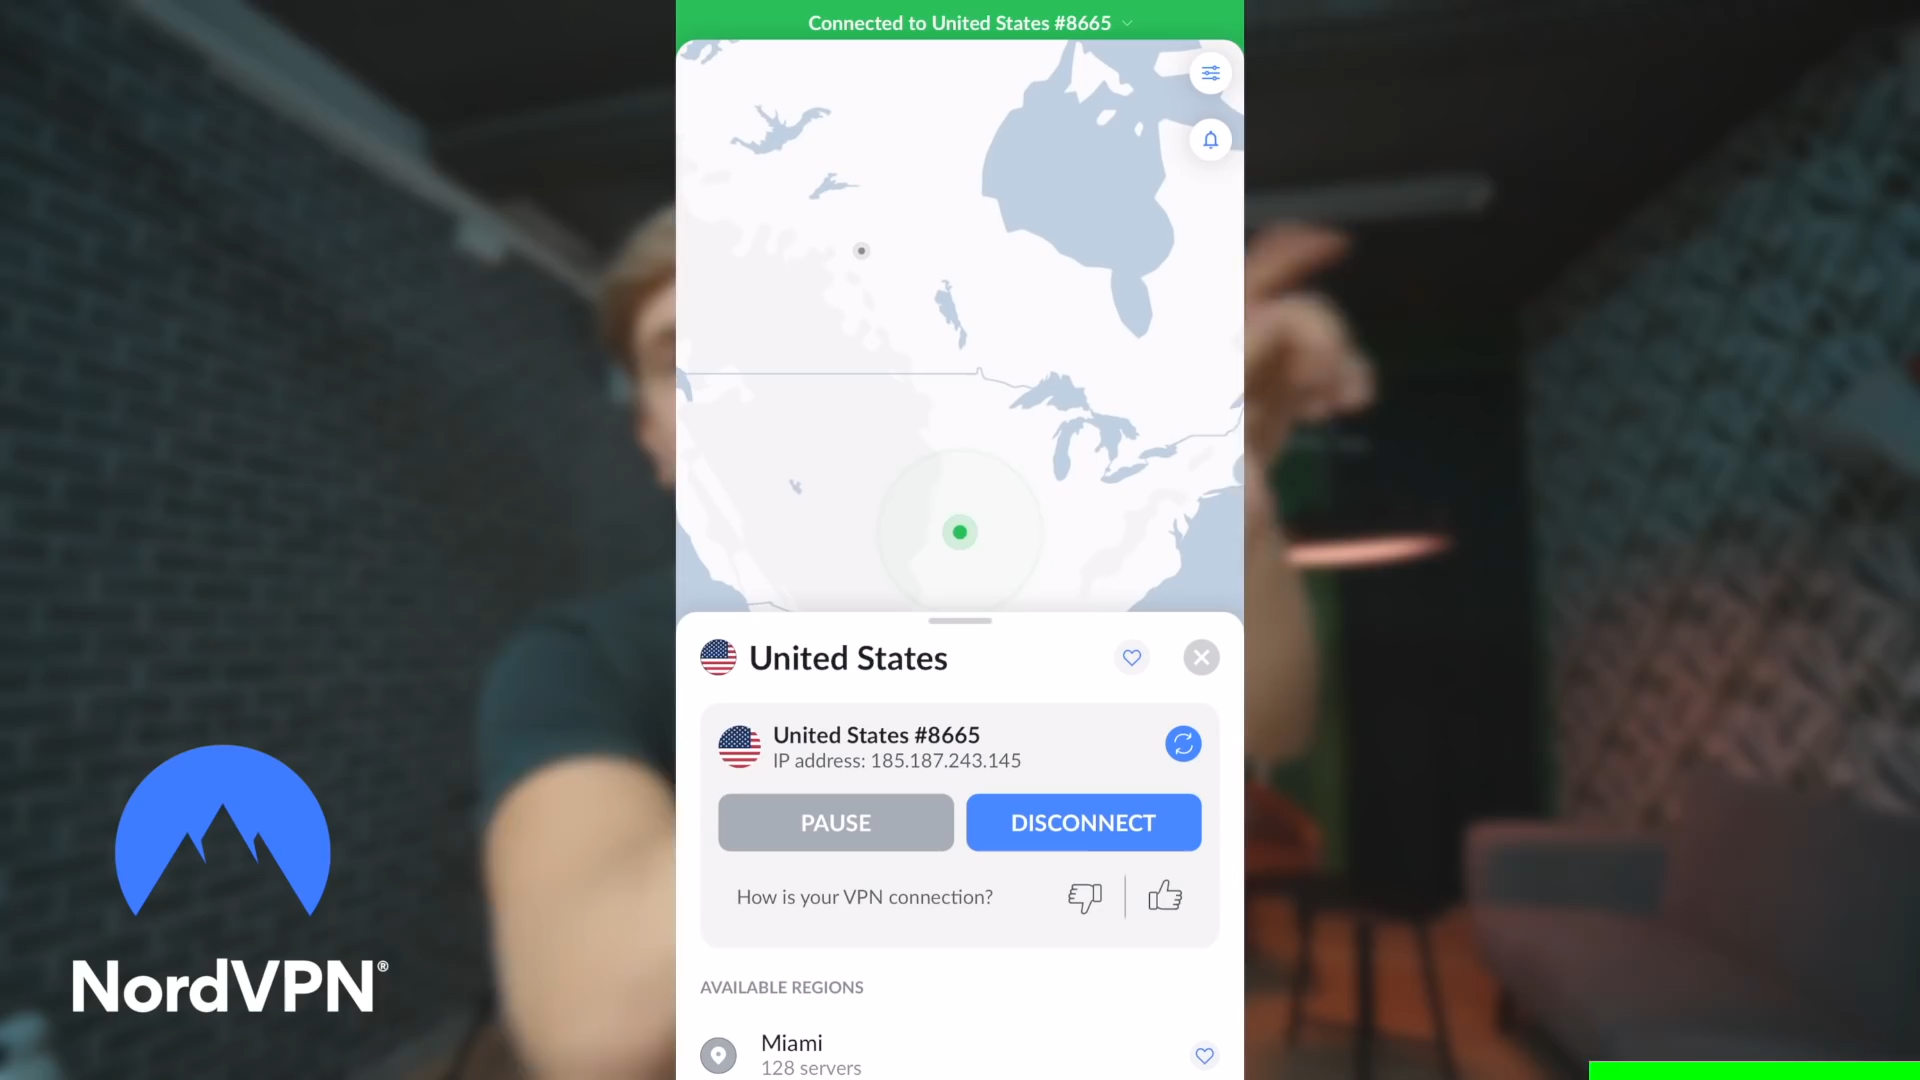 Connected to United States #8665
United States
United States #8665
IP address: 185.187.243.145
PAUSE
DISCONNECT
How is your VPN connection?
AVAILABLE REGIONS
Miami
128 servers
NordVPN®